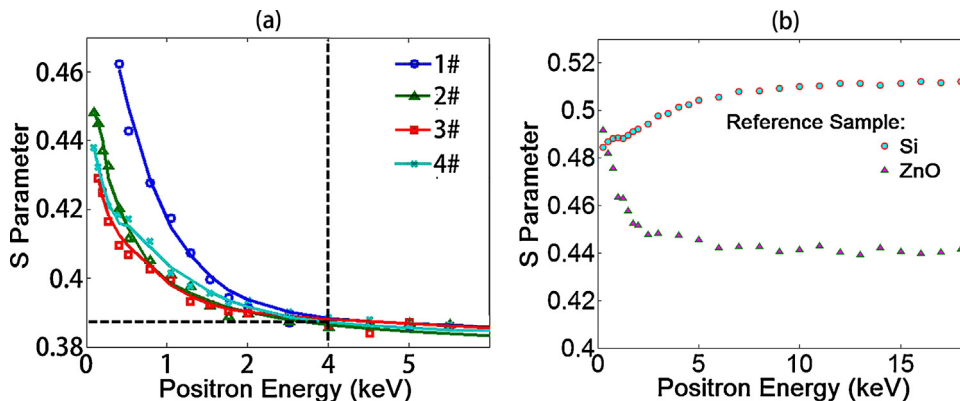 (a)
S Parameter
0.46
0.44
0.42
0.4
0.38
1#
2#
3#
4#
0 1 2 4 5
Positron Energy (keV)
(b)
S Parameter
0.52
0.5
0.48
0.46
0.44
0.42
0.4
Reference Sample:
Si
ZnO
0 5 10 15
Positron Energy (keV)